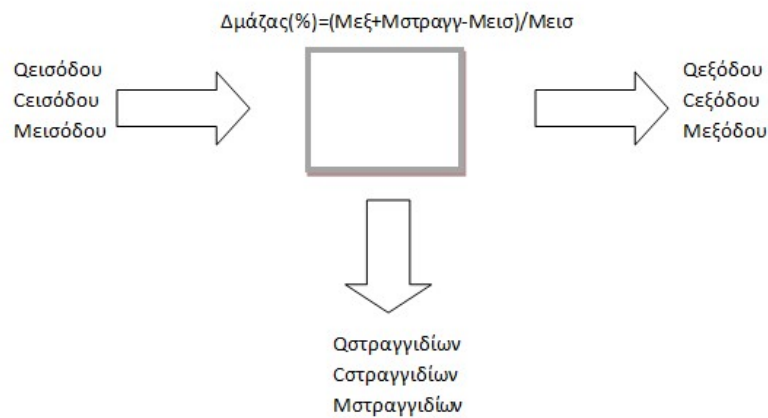 Δμάζας(%)=(Μεξ+Μστραγγ-Μεισ)/Μεισ
Qεισόδου
Cεισόδου
Μεισόδου
Qεξόδου
Cεξόδου
Μεξόδου
Qστραγγιδίων
Cστραγγιδίων
Μστραγγιδίων